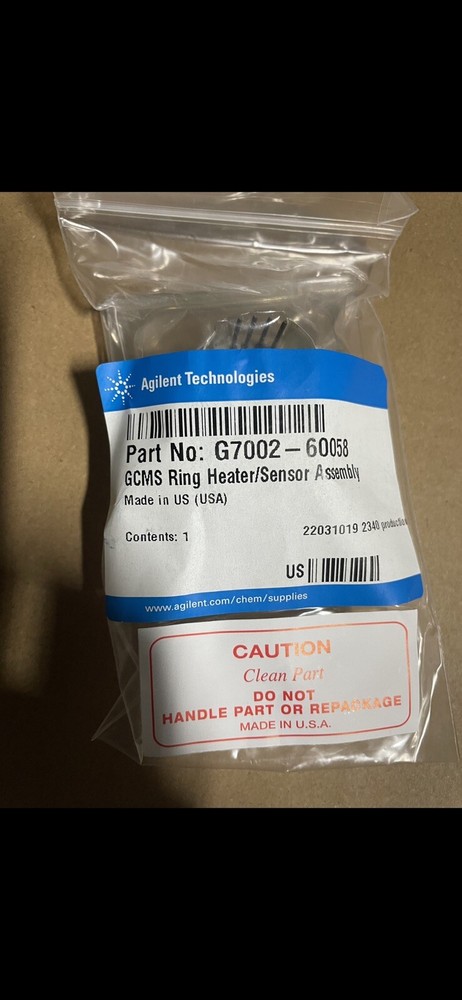 Agilent Technologies
Part No: G7002-60058
GCMS Ring Heater/Sensor Assembly
Made in US (USA)
Contents: 1
22031019 2340 production
US
www.agilent.com/chem/supplies
CAUTION
Clean Part
DO NOT
HANDLE PART OR REPACKAGE
MADE IN U.S.A.